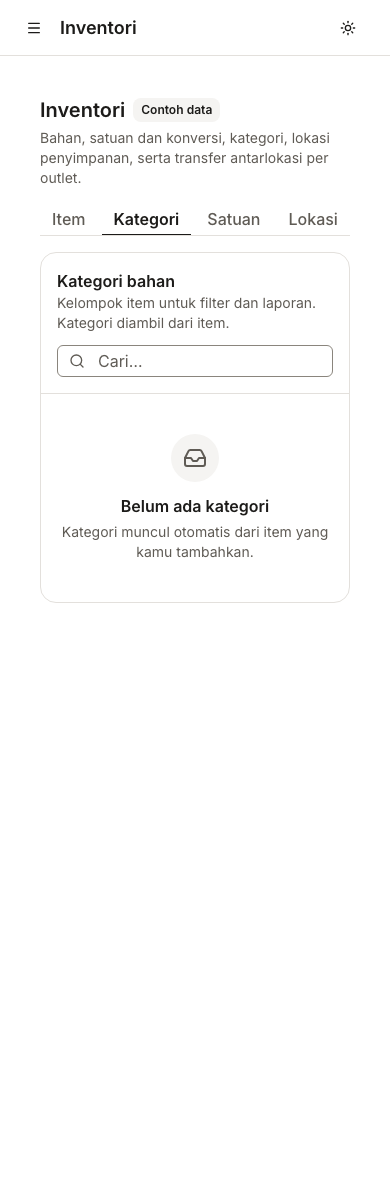 Inventori
Inventori Contoh data
Bahan, satuan dan konversi, kategori, lokasi
penyimpanan, serta transfer antarlokasi per
outlet.
Item Kategori Satuan Lokasi
Kategori bahan
Kelompok item untuk filter dan laporan.
Kategori diambil dari item.
Cari...
Belum ada kategori
Kategori muncul otomatis dari item yang
kamu tambahkan.